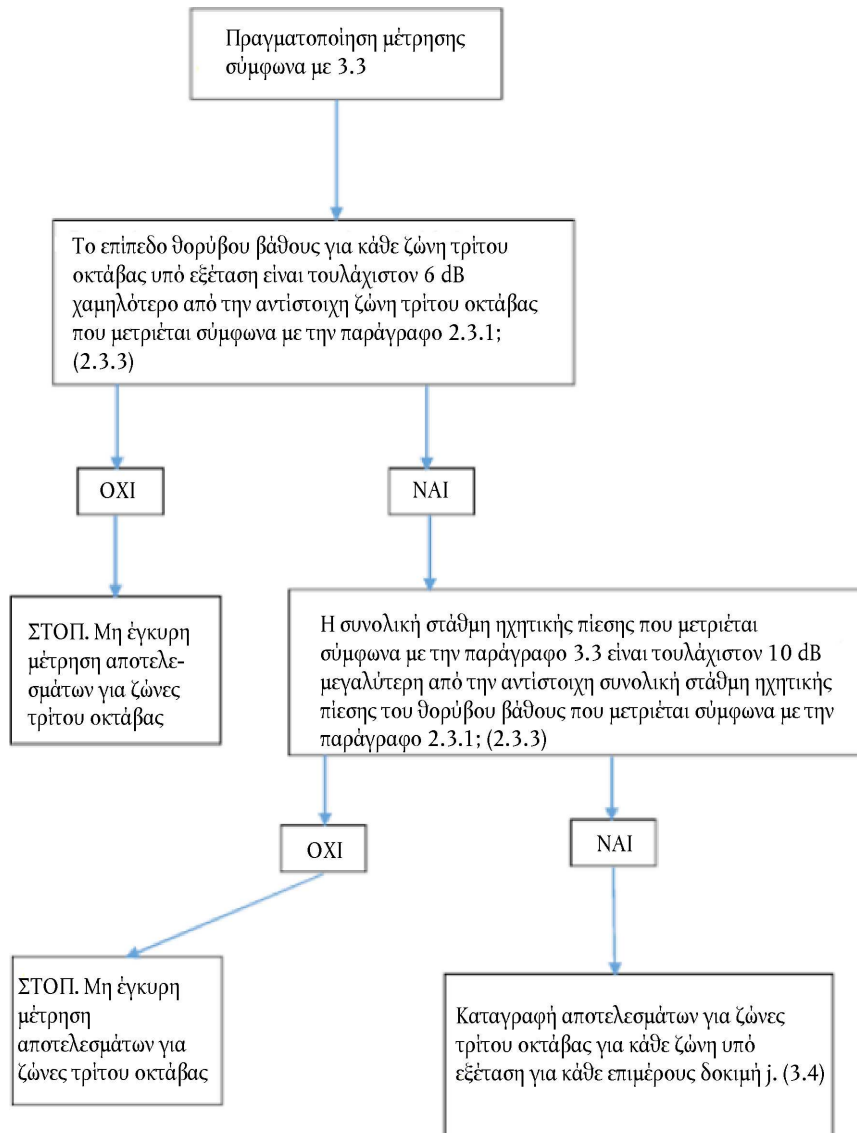 Πραγματοποίηση μέτρησης
σύμφωνα με 3.3
Το επίπεδο θορύβου βάθους για κάθε ζώνη τρίτου
οκτάβας υπό εξέταση είναι τουλάχιστον 6 dB
χαμηλότερο από την αντίστοιχη ζώνη τρίτου οκτάβας
που μετριέται σύμφωνα με την παράγραφο 2.3.1;
(2.3.3)
ΟΧΙ
ΝΑΙ
ΣΤΟΠ. Μη έγκυρη
μέτρηση αποτελε-
σμάτων για ζώνες
τρίτου οκτάβας
Η συνολική στάθμη ηχητικής πίεσης που μετριέται
σύμφωνα με την παράγραφο 3.3 είναι τουλάχιστον 10 dB
μεγαλύτερη από την αντίστοιχη συνολική στάθμη ηχητικής
πίεσης του θορύβου βάθους που μετριέται σύμφωνα με την
παράγραφο 2.3.1; (2.3.3)
ΟΧΙ
ΝΑΙ
ΣΤΟΠ. Μη έγκυρη
μέτρηση
αποτελεσμάτων για
ζώνες τρίτου οκτάβας
Καταγραφή αποτελεσμάτων για ζώνες
τρίτου οκτάβας για κάθε ζώνη υπό
εξέταση για κάθε επιμέρους δοκιμή j. (3.4)